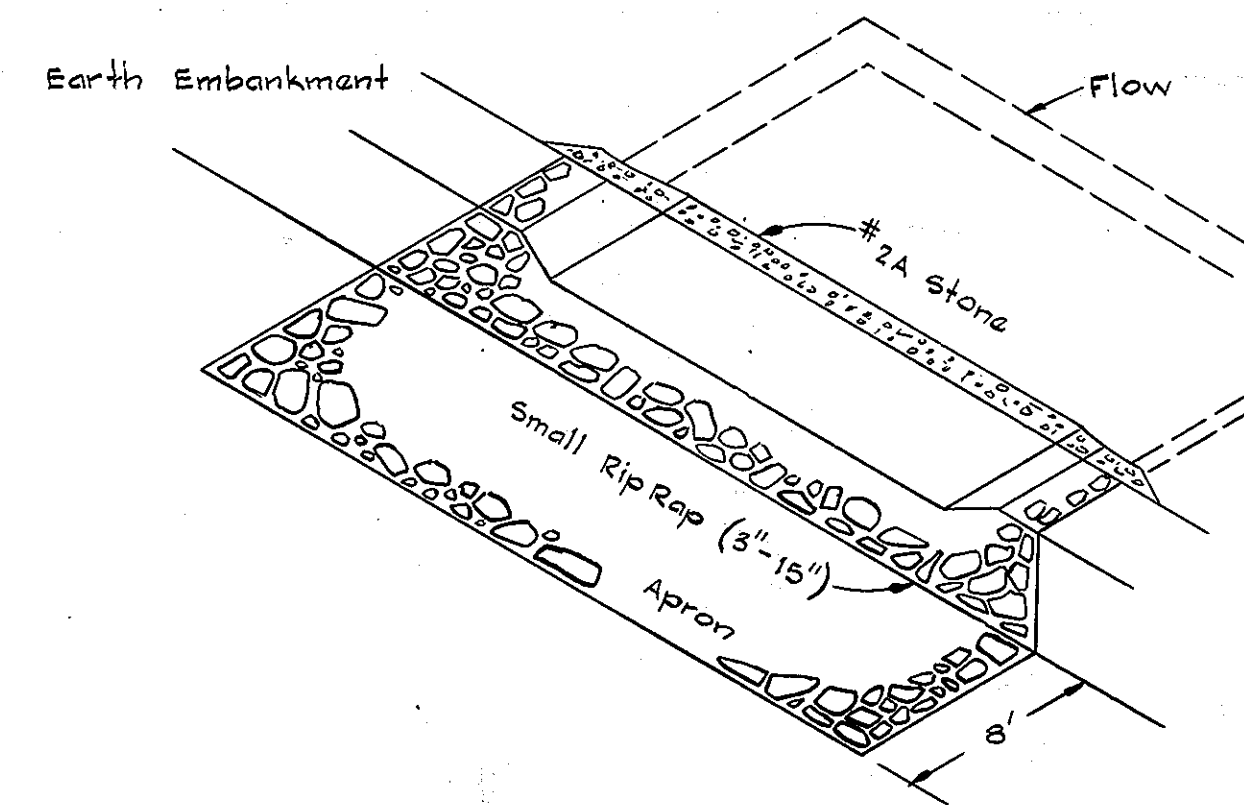 Earth Embankment
Flow
# 2A Stone
Small Rip Rap (3"-15")
Apron
8'